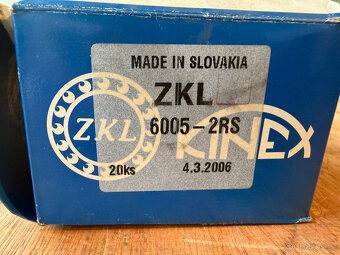 MADE IN SLOVAKIA
ZKL
6005-2RS
ZKL
KINEX
20ks 4.3.2006